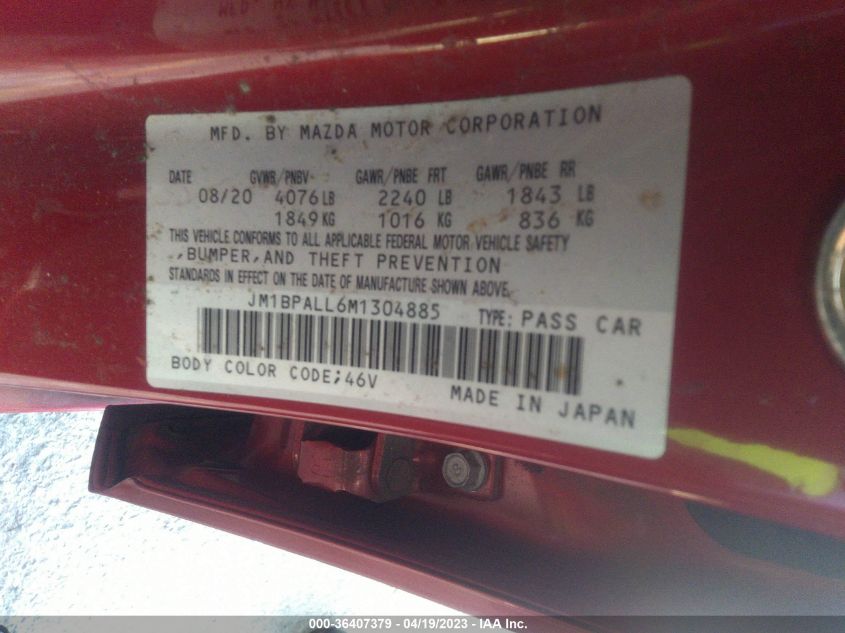 MFD. BY MAZDA MOTOR CORPORATION
DATE GVWR/PNBV GAWR/PNBE FRT GAWR/PNBE RR
08/20 4076LB 2240 LB 1843 LB
1849KG 1016 KG 836 KG
THIS VEHICLE CONFORMS TO ALL APPLICABLE FEDERAL MOTOR VEHICLE SAFETY
,BUMPER,AND THEFT PREVENTION
STANDARDS IN EFFECT ON THE DATE OF MANUFACTURE SHOWN ABOVE.
JM1BPALL6M1304885 TYPE: PASS CAR
BODY COLOR CODE;46V
MADE IN JAPAN
000-36407379 - 04/19/2023 - IAA Inc.